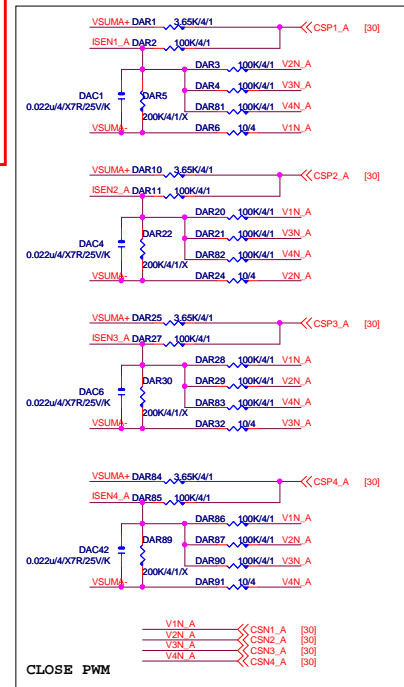 VSUMA+ DAR1 3.65K/4/1 CSP1_A [30]
ISEN1_A DAR2 100K/4/1
DAR3 100K/4/1 V2N_A
DAC1 DAR5 DAR4 100K/4/1 V3N_A
0.022u/4/X7R/25V/K DAR81 100K/4/1 V4N_A
200K/4/1/X
VSUMA- DAR6 10/4 V1N_A
VSUMA+ DAR10 3.65K/4/1 CSP2_A [30]
ISEN2_A DAR11 100K/4/1
DAR20 100K/4/1 V1N_A
DAC4 DAR22 DAR21 100K/4/1 V3N_A
0.022u/4/X7R/25V/K DAR82 100K/4/1 V4N_A
200K/4/1/X
VSUMA- DAR24 10/4 V2N_A
VSUMA+ DAR25 3.65K/4/1 CSP3_A [30]
ISEN3_A DAR27 100K/4/1
DAR28 100K/4/1 V1N_A
DAC6 DAR30 DAR29 100K/4/1 V2N_A
0.022u/4/X7R/25V/K DAR83 100K/4/1 V4N_A
200K/4/1/X
VSUMA- DAR32 10/4 V3N_A
VSUMA+ DAR84 3.65K/4/1 CSP4_A [30]
ISEN4_A DAR85 100K/4/1
DAR86 100K/4/1 V1N_A
DAC42 DAR89 DAR87 100K/4/1 V2N_A
0.022u/4/X7R/25V/K DAR90 100K/4/1 V3N_A
200K/4/1/X
VSUMA- DAR91 10/4 V4N_A
V1N_A CSN1_A [30]
V2N_A CSN2_A [30]
V3N_A CSN3_A [30]
V4N_A CSN4_A [30]
CLOSE PWM